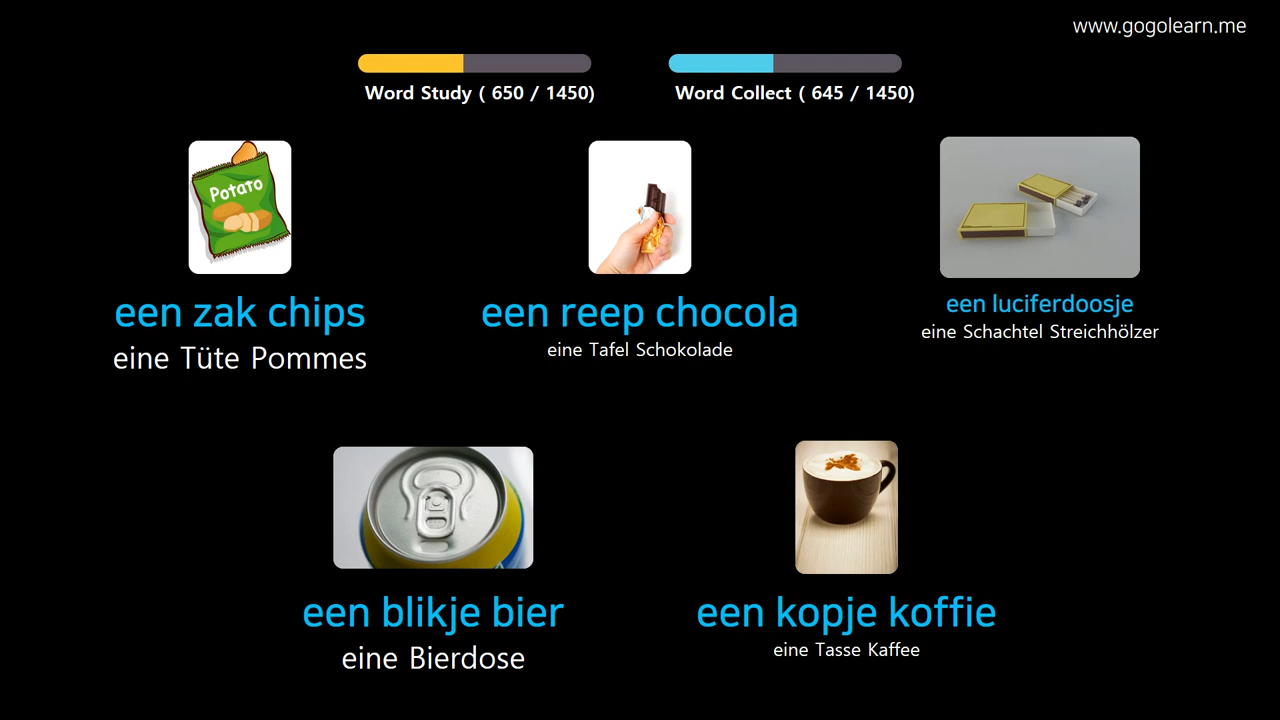 www.gogolearn.me
Word Study ( 650 / 1450)
Word Collect ( 645 / 1450)
Potato
een zak chips
eine Tüte Pommes
een reep chocola
eine Tafel Schokolade
een luciferdoosje
eine Schachtel Streichhölzer
een blikje bier
eine Bierdose
een kopje koffie
eine Tasse Kaffee